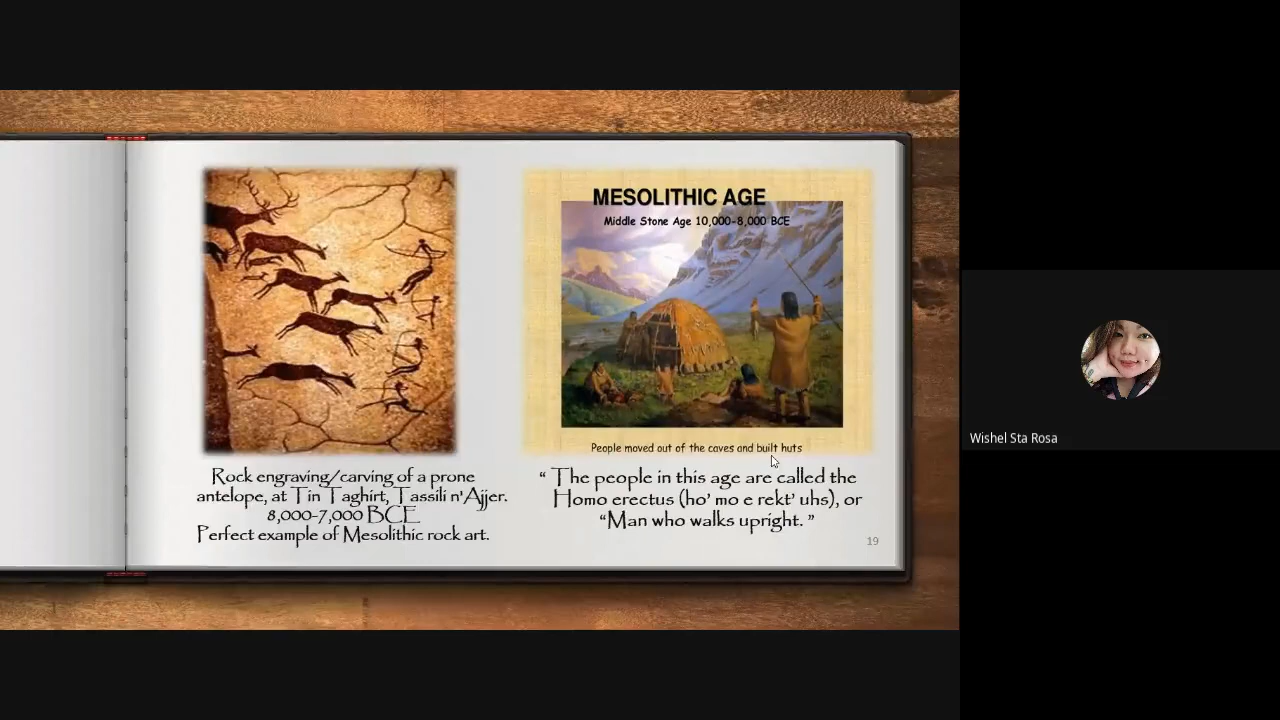 MESOLITHIC AGE
Middle Stone Age 10,000-8,000 BCE
People moved out of the caves and built huts
Rock engraving/carving of a prone
antelope, at Tin Taghirt, Tassili n'Ajjer.
8,000-7,000 BCE
Perfect example of Mesolithic rock art.
“ The people in this age are called the
Homo erectus (ho’ mo e rekt’ uhs), or
“Man who walks upright. ”
19
Wishel Sta Rosa